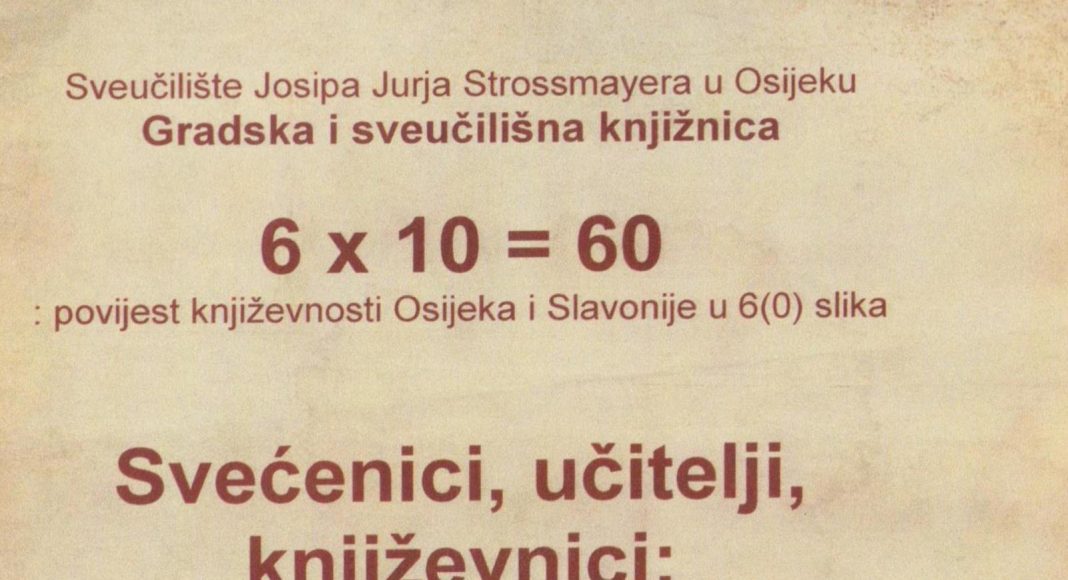 Sveučilište Josipa Jurja Strossmayera u Osijeku
Gradska i sveučilišna knjižnica
6 x 10 = 60
: povijest književnosti Osijeka i Slavonije u 6(0) slika
Svećenici, učitelji,
književnici: